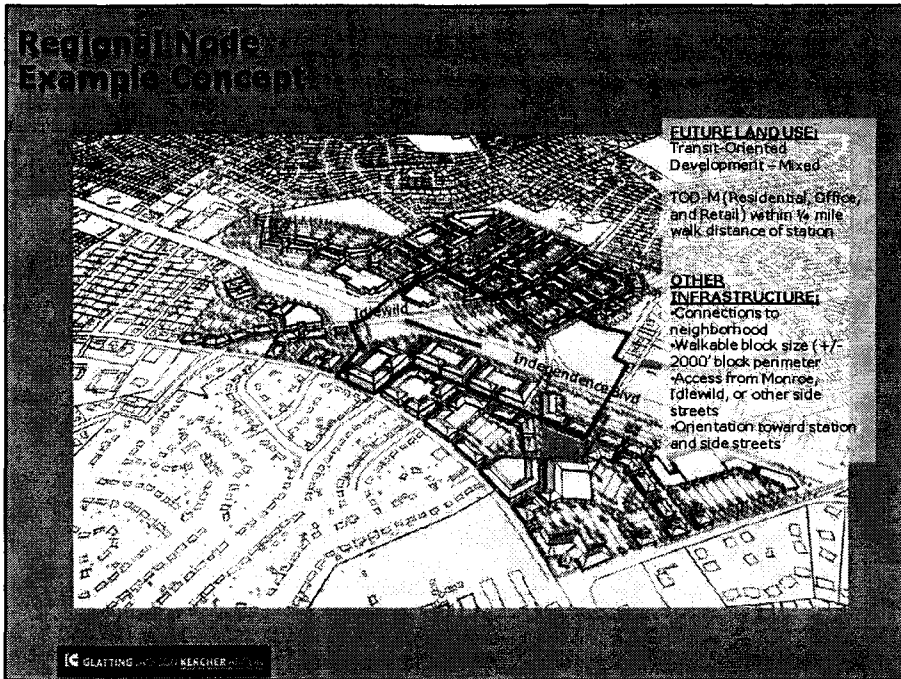 Regional Node
Example Concept
FUTURE LAND USE:
Transit-Oriented
Development – Mixed
TOD-M (Residential, Office,
and Retail) within ¼ mile
walk distance of station
OTHER
INFRASTRUCTURE:
•Connections to
neighborhood
•Walkable block size (+/-
2000' block perimeter
•Access from Monroe,
Idlewild, or other side
streets
•Orientation toward station
and side streets
Idlewild
Independence Blvd
GLATTING JACKSON KERCHER